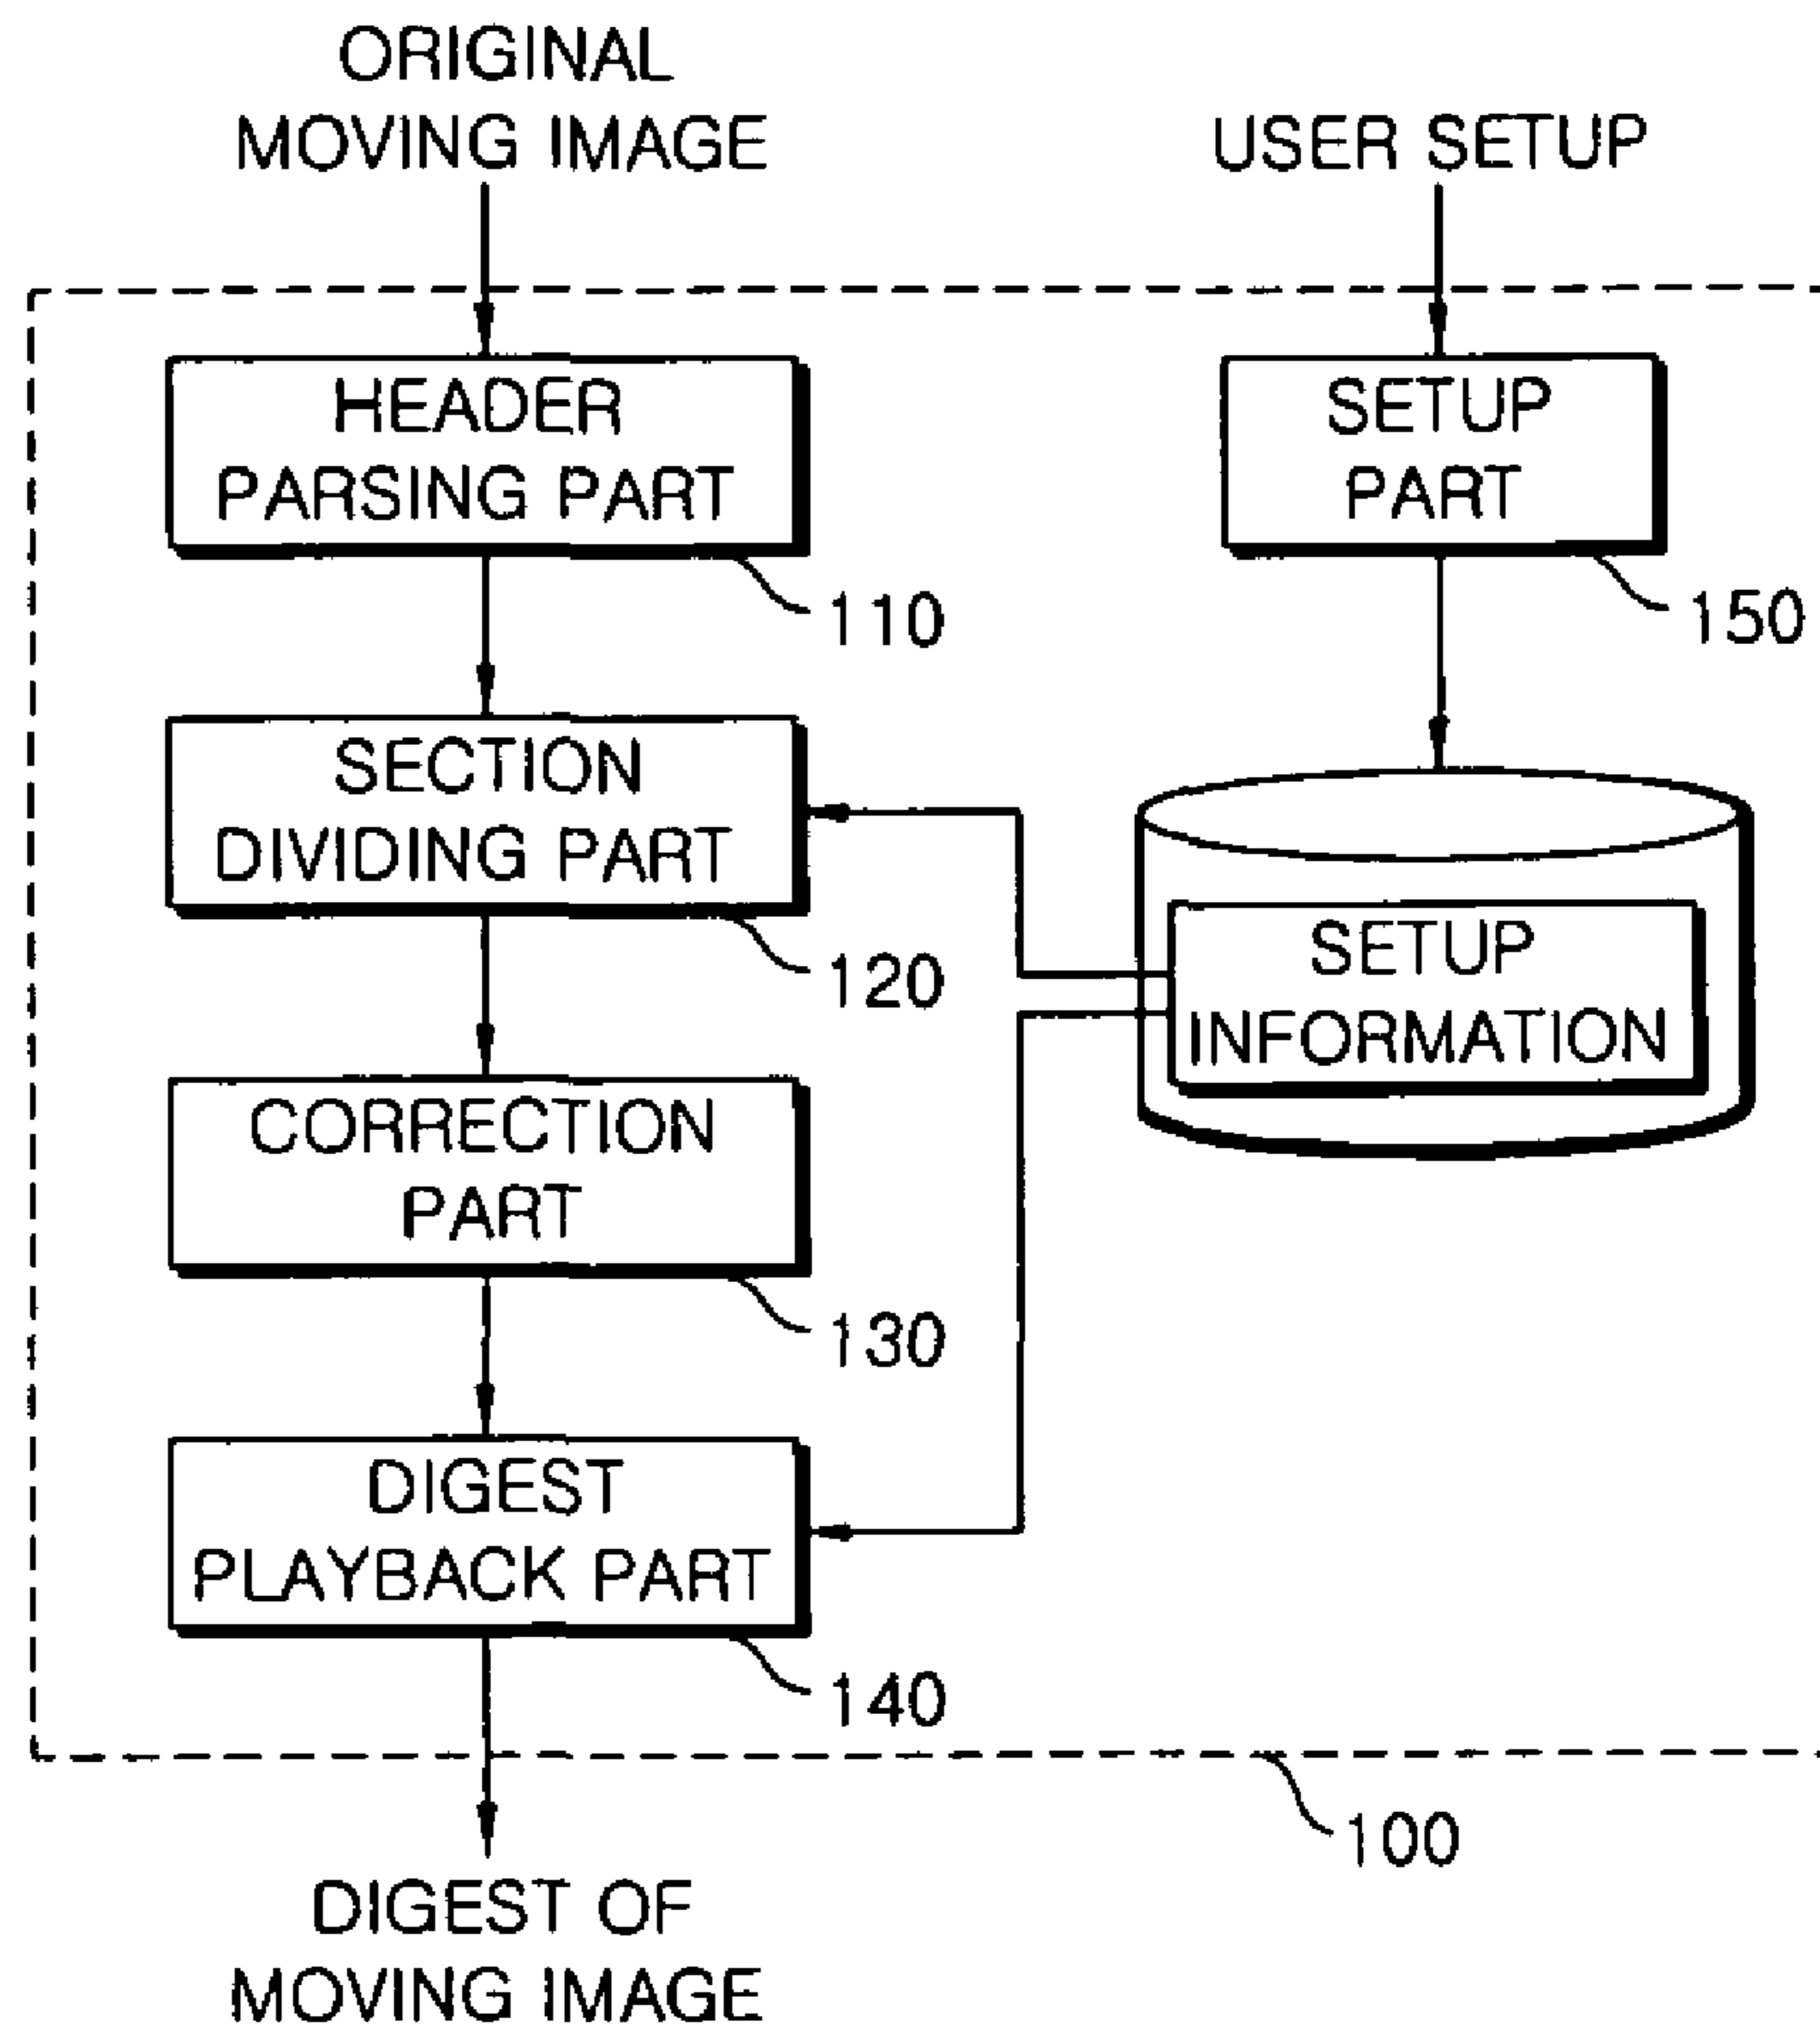 ORIGINAL
MOVING IMAGE
USER SETUP
HEADER
PARSING PART
110
SETUP
PART
150
SECTION
DIVIDING PART
120
SETUP
INFORMATION
CORRECTION
PART
130
DIGEST
PLAYBACK PART
140
100
DIGEST OF
MOVING IMAGE